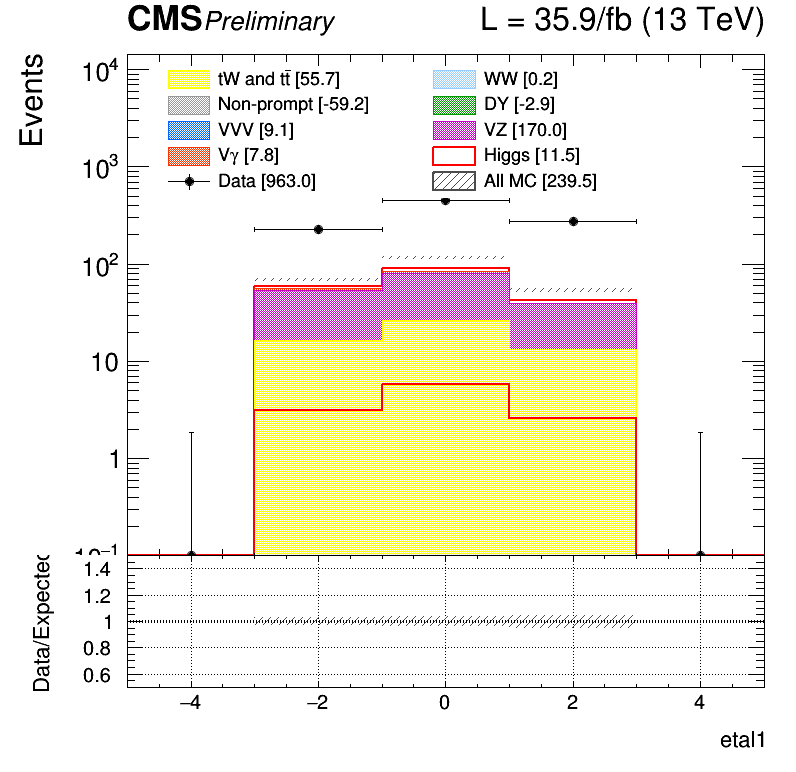 CMS Preliminary L = 35.9/fb (13 TeV)
Events
tW and tt̄ [55.7] WW [0.2]
Non-prompt [-59.2] DY [-2.9]
VVV [9.1] VZ [170.0]
Vγ [7.8] Higgs [11.5]
Data [963.0] All MC [239.5]
10⁴
10³
10²
10
1
Data/Expected
1.4
1.2
1
0.8
0.6
−4 −2 0 2 4
etal1